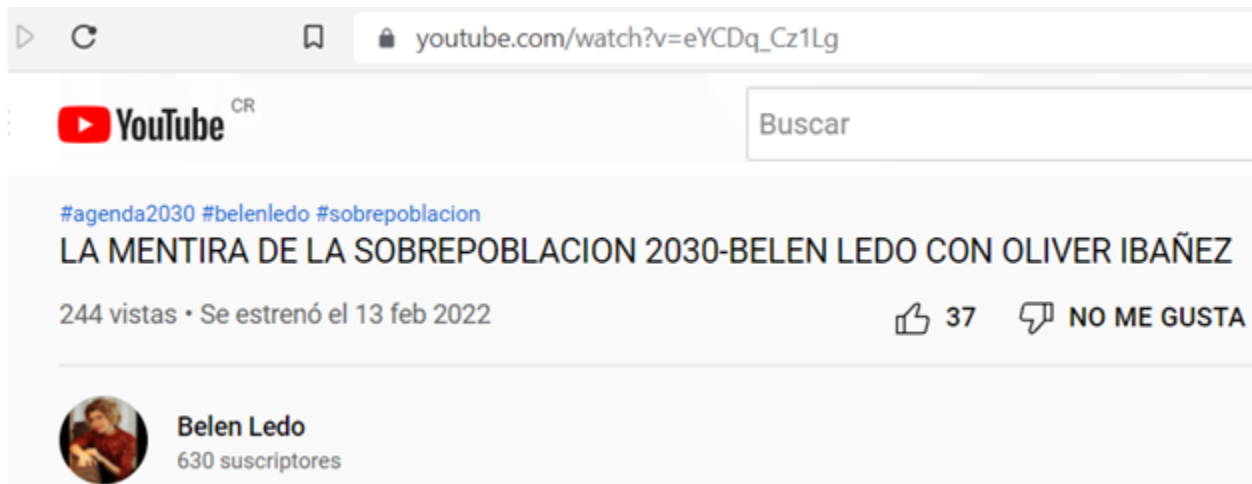 youtube.com/watch?v=eYCDq_Cz1Lg
YouTube CR
Buscar
#agenda2030 #belenledo #sobrepoblacion
LA MENTIRA DE LA SOBREPOBLACION 2030-BELEN LEDO CON OLIVER IBAÑEZ
244 vistas • Se estrenó el 13 feb 2022
37 NO ME GUSTA
Belen Ledo
630 suscriptores